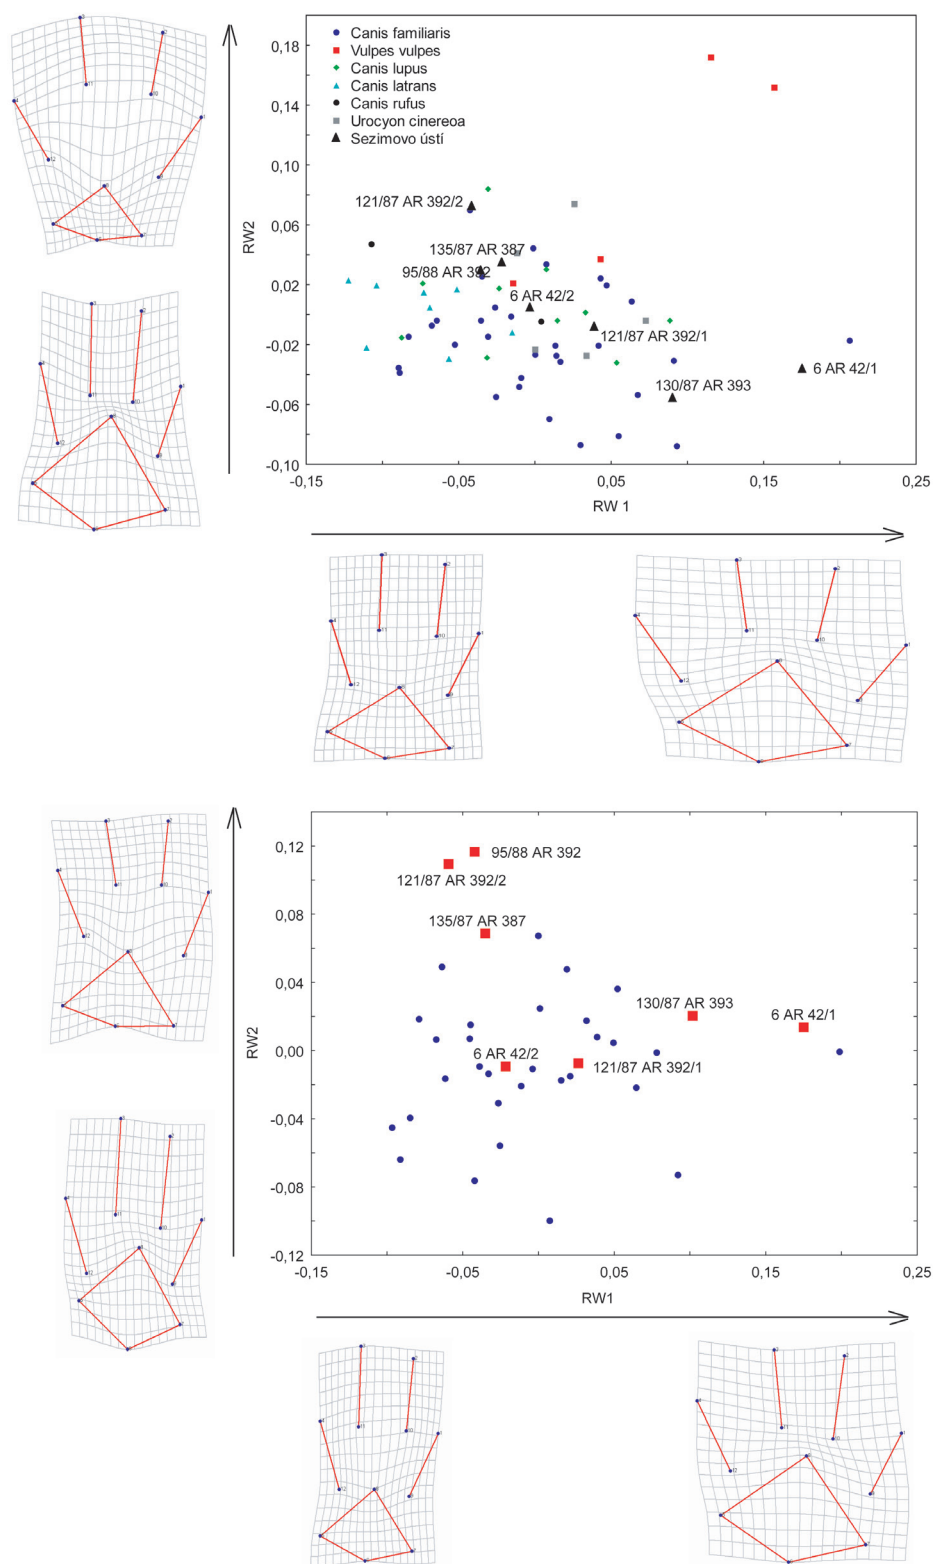 Canis familiaris
Vulpes vulpes
Canis lupus
Canis latrans
Canis rufus
Urocyon cinereoa
Sezimovo ústí
0,18
0,14
0,10
0,06
0,02
-0,02
-0,06
-0,10
RW2
121/87 AR 392/2
135/87 AR 387
95/88 AR 392
6 AR 42/2
121/87 AR 392/1
6 AR 42/1
130/87 AR 393
-0,15
-0,05
0,05
0,15
0,25
RW 1
0,12
0,08
0,04
0,00
-0,04
-0,08
-0,12
RW2
95/88 AR 392
121/87 AR 392/2
135/87 AR 387
130/87 AR 393
6 AR 42/1
6 AR 42/2
121/87 AR 392/1
-0,15
-0,05
0,05
0,15
0,25
RW1